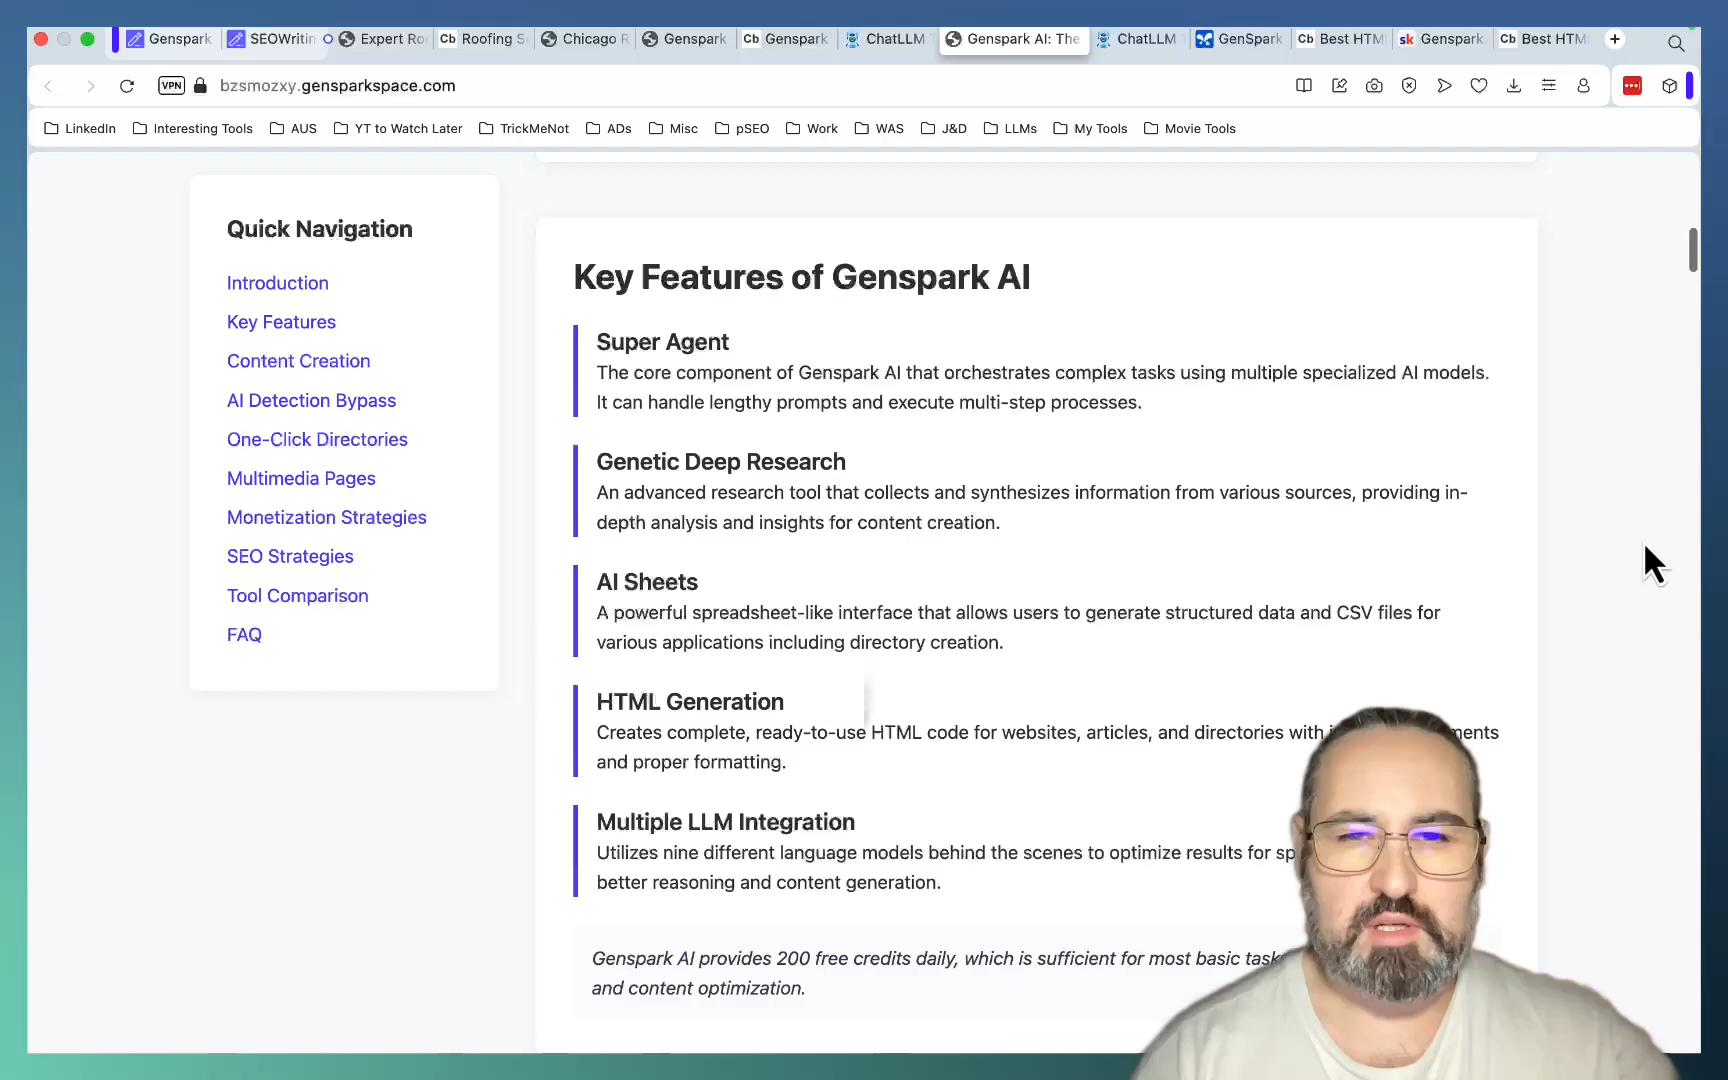 Genspark
SEOWritin
Expert Ro
Cb Roofing S
Chicago R
Genspark
Cb Genspark
ChatLLM
Genspark AI: The
ChatLLM
GenSpark
Cb Best HTM
sk Genspark
Cb Best HTM
VPN
bzsmozxy.gensparkspace.com
LinkedIn
Interesting Tools
AUS
YT to Watch Later
TrickMeNot
ADs
Misc
pSEO
Work
WAS
J&D
LLMs
My Tools
Movie Tools
Quick Navigation
Introduction
Key Features
Content Creation
AI Detection Bypass
One-Click Directories
Multimedia Pages
Monetization Strategies
SEO Strategies
Tool Comparison
FAQ
Key Features of Genspark AI
Super Agent
The core component of Genspark AI that orchestrates complex tasks using multiple specialized AI models.
It can handle lengthy prompts and execute multi-step processes.
Genetic Deep Research
An advanced research tool that collects and synthesizes information from various sources, providing in-
depth analysis and insights for content creation.
AI Sheets
A powerful spreadsheet-like interface that allows users to generate structured data and CSV files for
various applications including directory creation.
HTML Generation
Creates complete, ready-to-use HTML code for websites, articles, and directories with
and proper formatting.
Multiple LLM Integration
Utilizes nine different language models behind the scenes to optimize results for
better reasoning and content generation.
Genspark AI provides 200 free credits daily, which is sufficient for most basic
and content optimization.